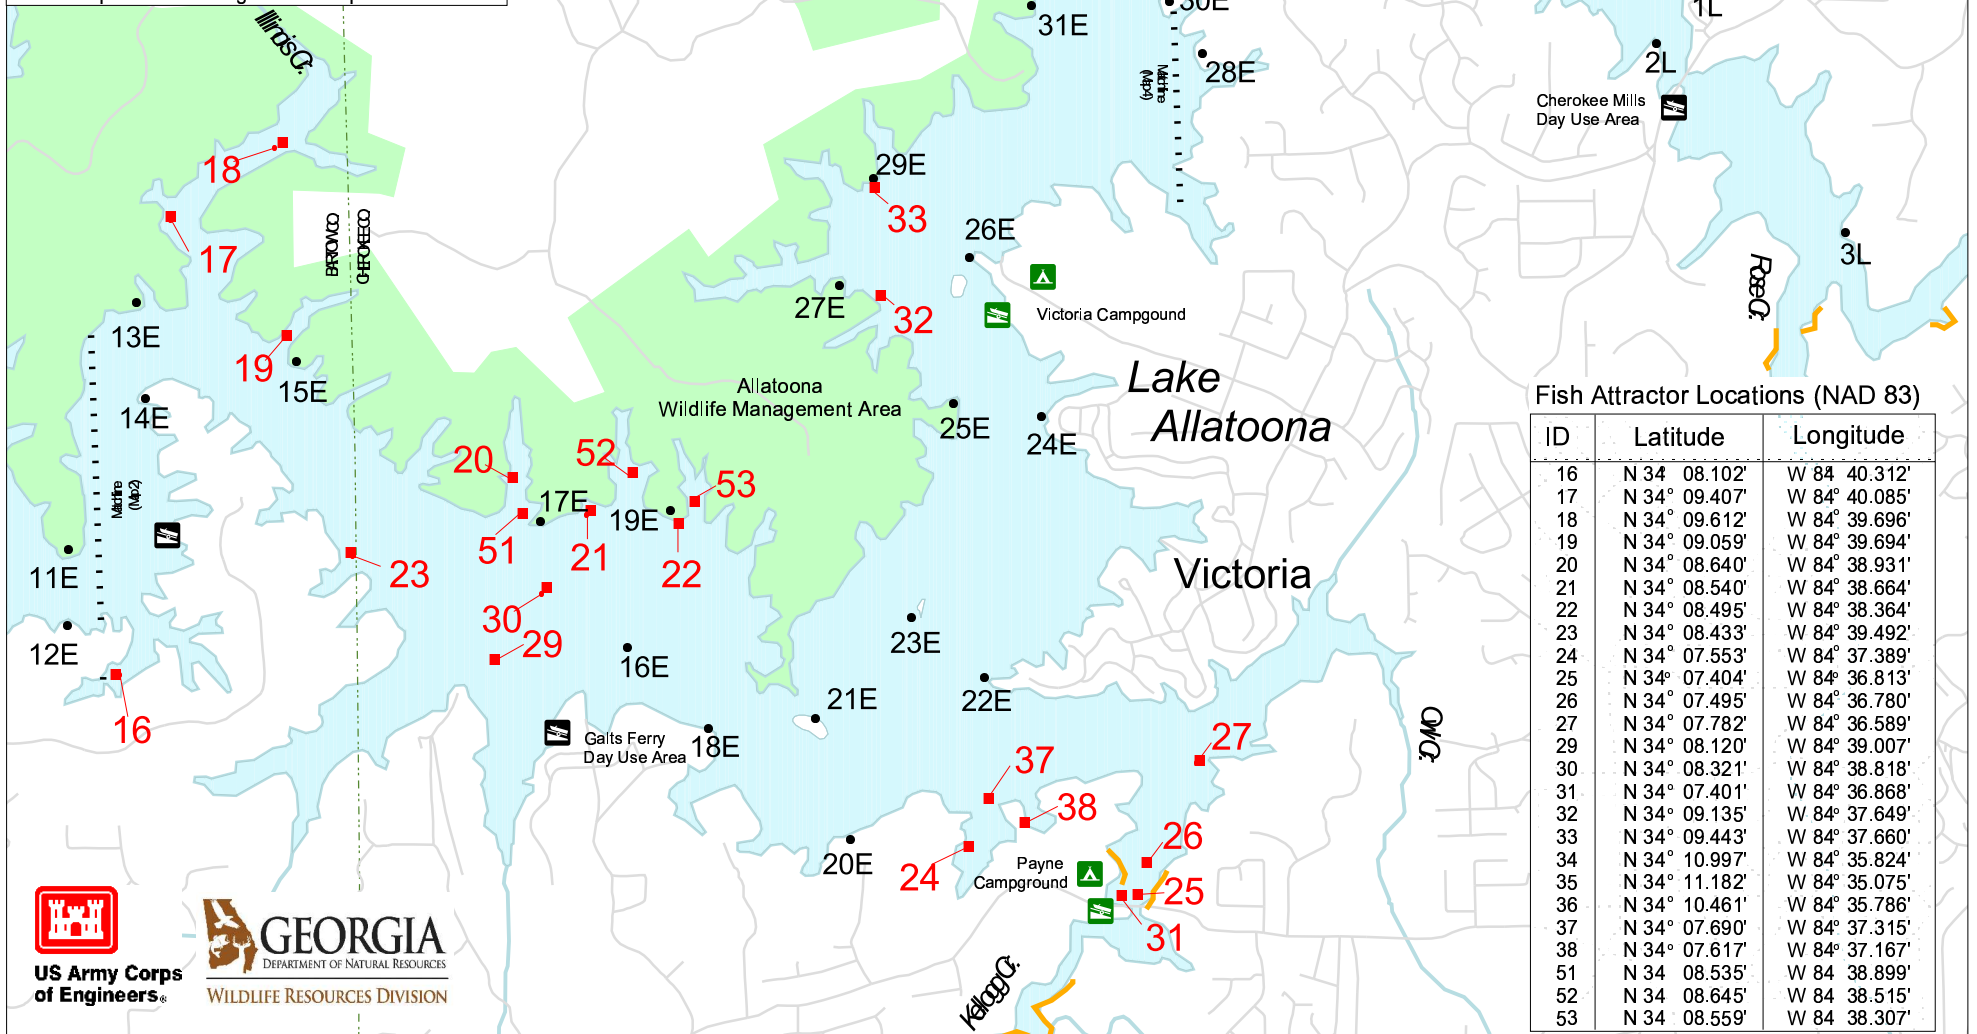 Illinois Cr.
31E
30E
28E
Matchline
(Map 4)
1L
2L
Cherokee Mills
Day Use Area
18
29E
33
17
BARTOW CO
CHEROKEE CO
26E
3L
Rose Cr.
27E
32
Victoria Campgound
13E
19
15E
14E
Lake
Allatoona
Allatoona
Wildlife Management Area
25E
24E
20
52
53
17E
19E
Matchline
(Map 2)
51
21
22
23
11E
Victoria
30
29
12E
16E
23E
16
21E
22E
Galts Ferry
Day Use Area
18E
27
37
38
26
20E
24
Payne
Campground
25
31
Owl Cr.
Kellogg Cr.
US Army Corps
of Engineers®
GEORGIA
DEPARTMENT OF NATURAL RESOURCES
WILDLIFE RESOURCES DIVISION
Fish Attractor Locations (NAD 83)
ID Latitude Longitude
16 N 34° 08.102' W 84° 40.312'
17 N 34° 09.407' W 84° 40.085'
18 N 34° 09.612' W 84° 39.696'
19 N 34° 09.059' W 84° 39.694'
20 N 34° 08.640' W 84° 38.931'
21 N 34° 08.540' W 84° 38.664'
22 N 34° 08.495' W 84° 38.364'
23 N 34° 08.433' W 84° 39.492'
24 N 34° 07.553' W 84° 37.389'
25 N 34° 07.404' W 84° 36.813'
26 N 34° 07.495' W 84° 36.780'
27 N 34° 07.782' W 84° 36.589'
29 N 34° 08.120' W 84° 39.007'
30 N 34° 08.321' W 84° 38.818'
31 N 34° 07.401' W 84° 36.868'
32 N 34° 09.135' W 84° 37.649'
33 N 34° 09.443' W 84° 37.660'
34 N 34° 10.997' W 84° 35.824'
35 N 34° 11.182' W 84° 35.075'
36 N 34° 10.461' W 84° 35.786'
37 N 34° 07.690' W 84° 37.315'
38 N 34° 07.617' W 84° 37.167'
51 N 34 08.535' W 84 38.899'
52 N 34 08.645' W 84 38.515'
53 N 34 08.559' W 84 38.307'